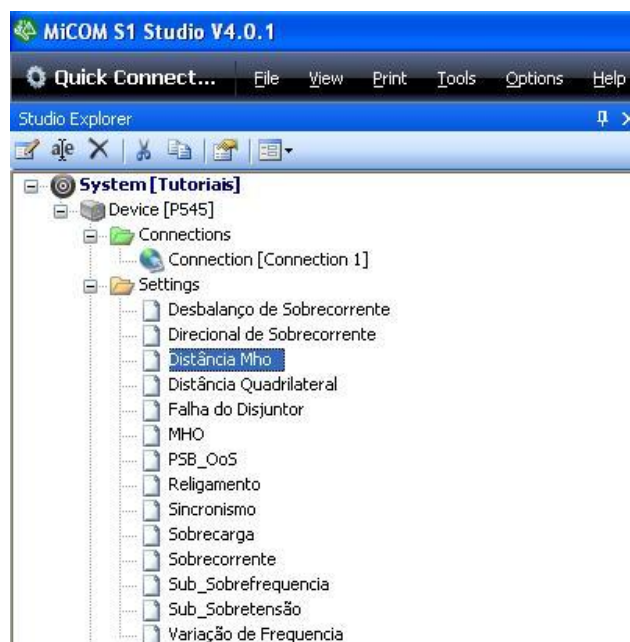 MiCOM S1 Studio V4.0.1
Quick Connect... File View Print Tools Options Help
Studio Explorer
System [Tutoriais]
Device [P545]
Connections
Connection [Connection 1]
Settings
Desbalanço de Sobrecorrente
Direcional de Sobrecorrente
Distância Mho
Distância Quadrilateral
Falha do Disjuntor
MHO
PSB_OoS
Religamento
Sincronismo
Sobrecarga
Sobrecorrente
Sub_Sobrefrequencia
Sub_Sobretensão
Variação de Frequencia